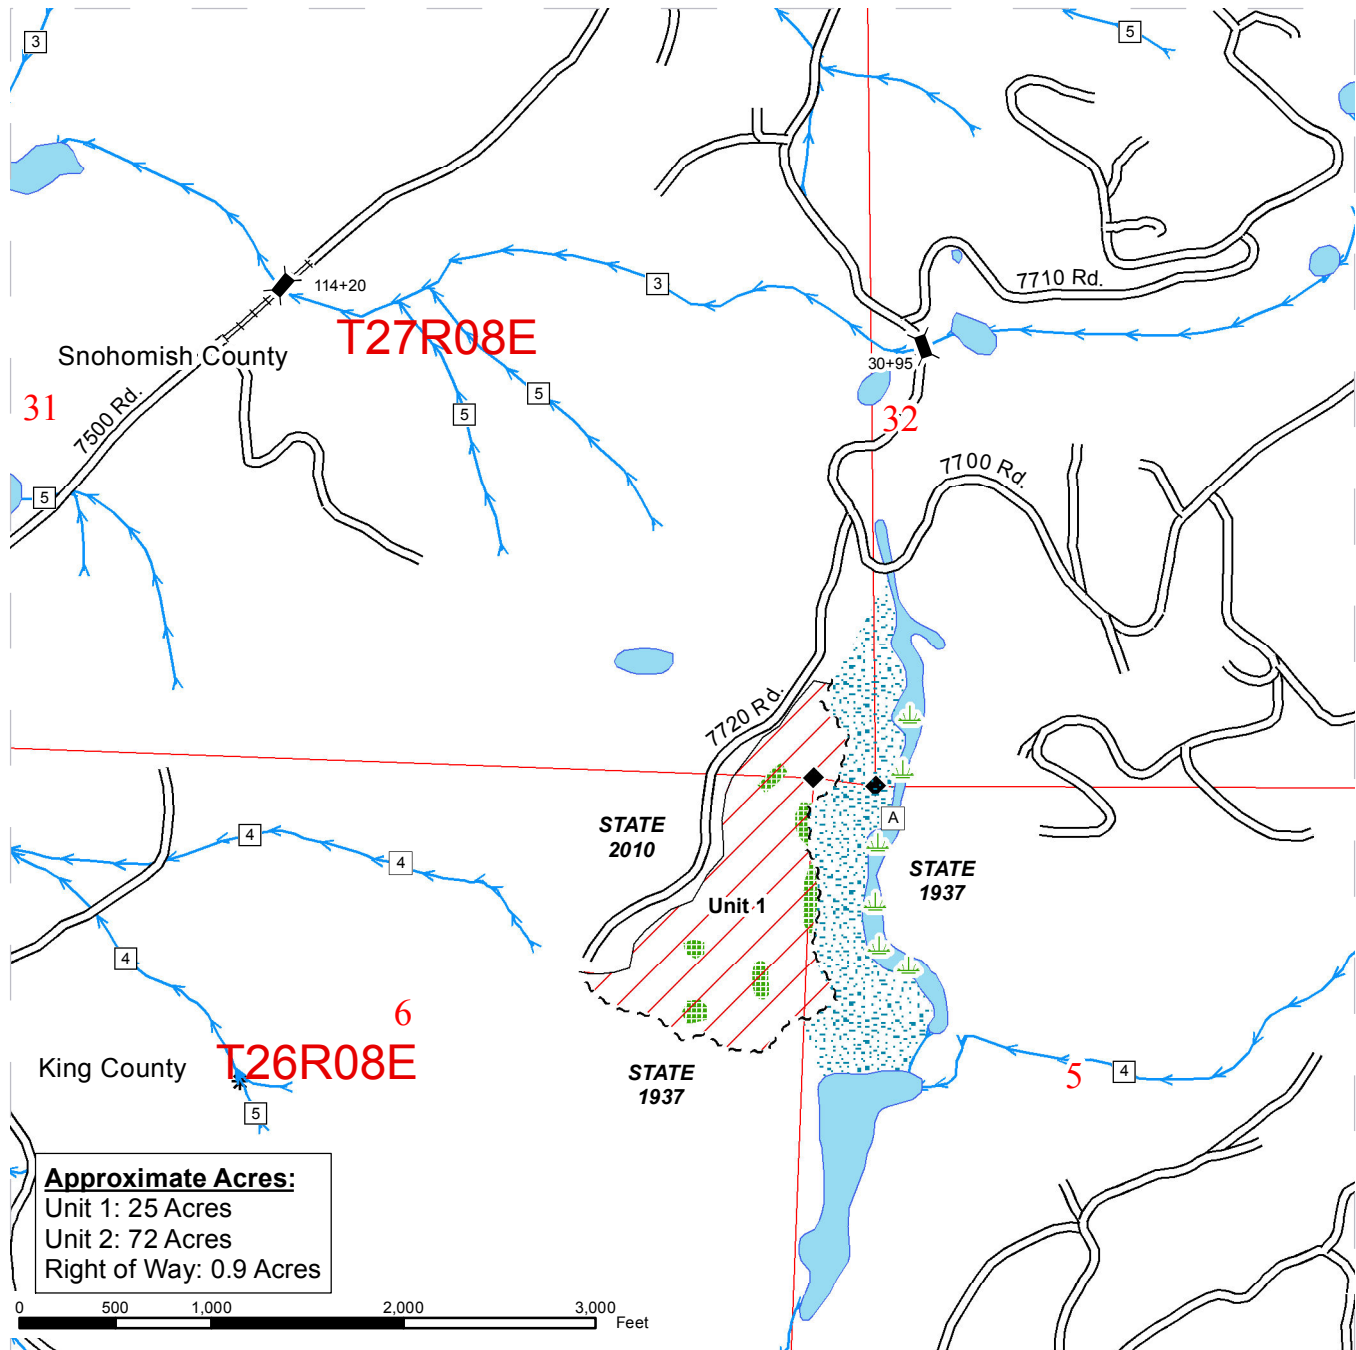 3
5
114+20
7710 Rd.
3
T27R08E
Snohomish County
30+95
31
5
5
32
7500 Rd.
7700 Rd.
5
7720 Rd.
A
STATE
2010
4
4
STATE
1937
Unit 1
4
6
King County
T26R08E
STATE
1937
5
4
5
Approximate Acres:
Unit 1: 25 Acres
Unit 2: 72 Acres
Right of Way: 0.9 Acres
0 500 1,000 2,000 3,000
Feet